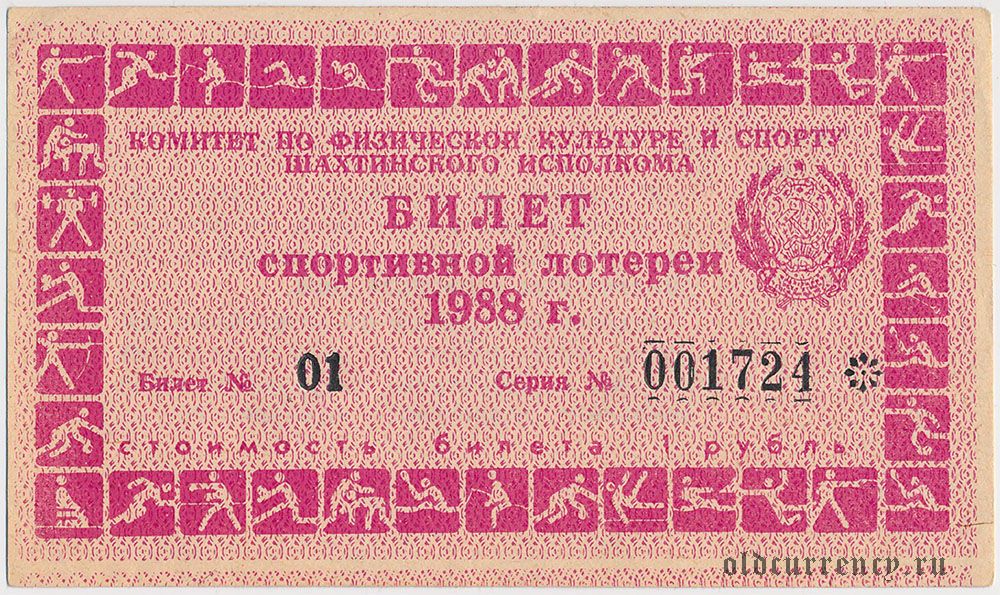 КОМИТЕТ ПО ФИЗИЧЕСКОЙ КУЛЬТУРЕ И СПОРТУ
ШАХТИНСКОГО ИСПОЛКОМА
БИЛЕТ
спортивной лотереи
1988 г.
Билет № 01 Серия № 001724
стоимость билета 1 рубль
oldcurrency.ru